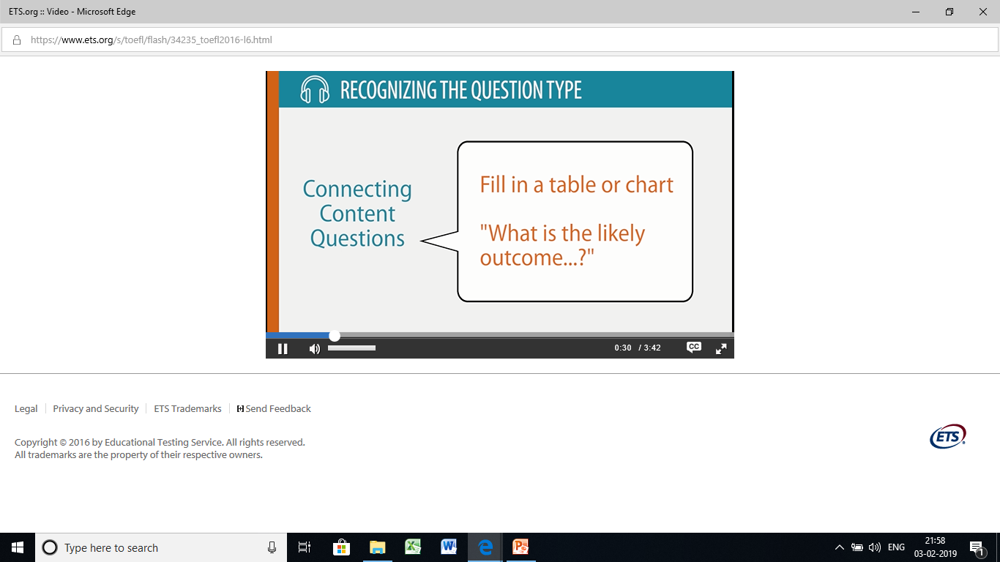 ETS.org :: Video - Microsoft Edge
https://www.ets.org/s/toefl/flash/34235_toefl2016-l6.html
RECOGNIZING THE QUESTION TYPE
Connecting
Content
Questions
Fill in a table or chart
"What is the likely
outcome...?"
0:30 / 3:42
CC
Legal
Privacy and Security
ETS Trademarks
[+] Send Feedback
Copyright © 2016 by Educational Testing Service. All rights reserved.
All trademarks are the property of their respective owners.
ETS®
Type here to search
ENG
21:58
03-02-2019
1